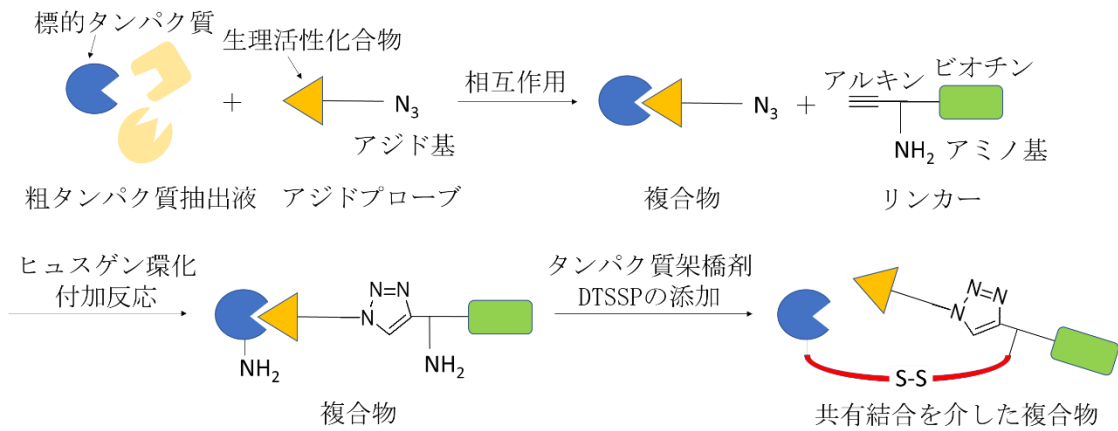 標的タンパク質
生理活性化合物
+
N3
アジド基
相互作用
N3
+
アルキン
ビオチン
NH2
アミノ基
粗タンパク質抽出液
アジドプローブ
複合物
リンカー
ヒュスゲン環化
付加反応
NH2
N=N
N
NH2
複合物
タンパク質架橋剤
DTSSPの添加
N=N
N
S-S
共有結合を介した複合物